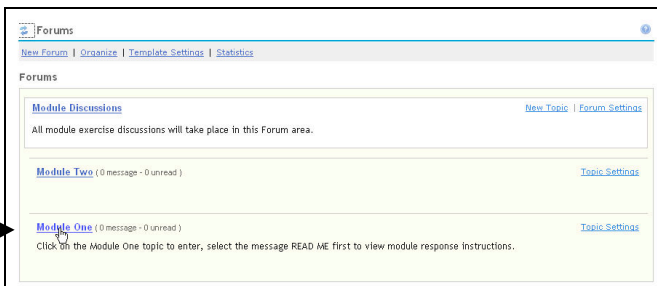 Forums
New Forum | Organize | Template Settings | Statistics
Forums
Module Discussions New Topic | Forum Settings
All module exercise discussions will take place in this Forum area.
Module Two ( 0 message - 0 unread ) Topic Settings
Module One ( 0 message - 0 unread ) Topic Settings
Click on the Module One topic to enter, select the message READ ME first to view module response instructions.